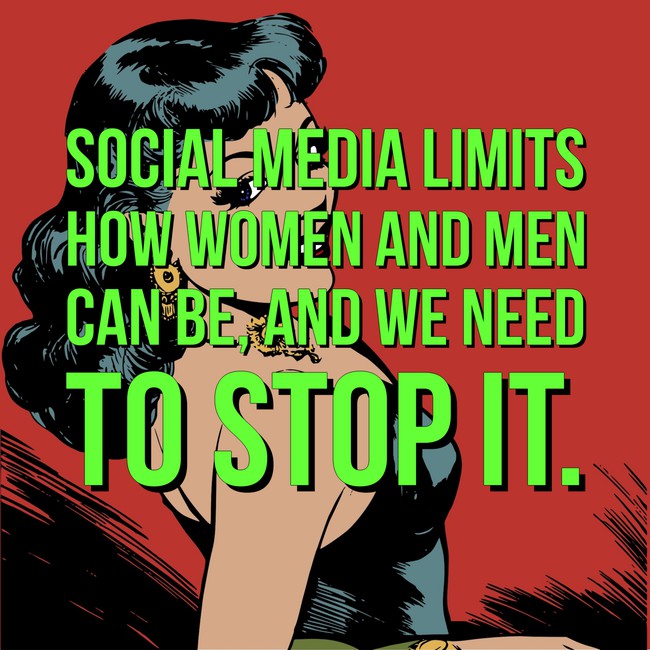 SOCIAL MEDIA LIMITS
HOW WOMEN AND MEN
CAN BE, AND WE NEED
TO STOP IT.